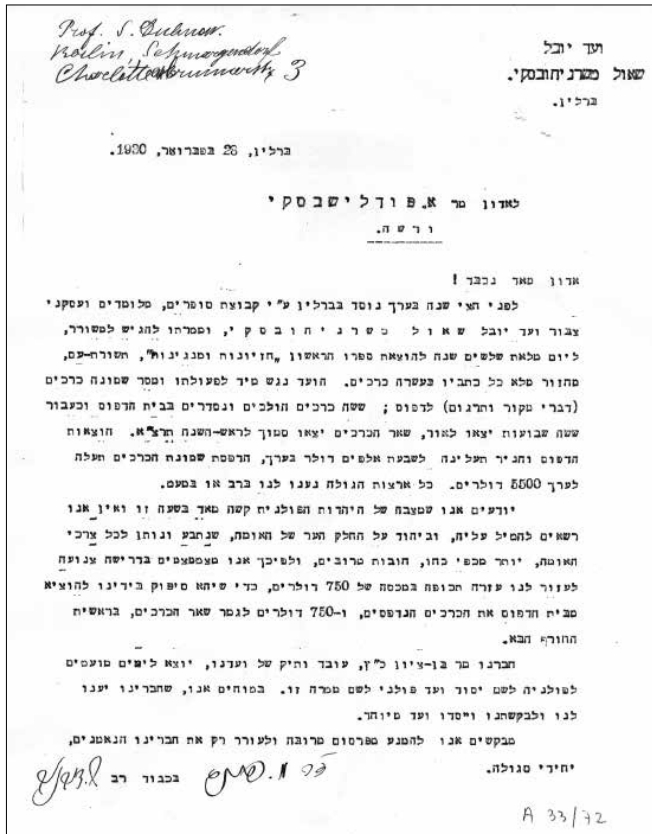 Prof. S. Dubnow.
Berlin, Schmargendorf
Charlottenbrunnerstr. 3
ועד יובל
שאול טשרניחובסקי.
ברלין.
ברלין, 28 בפברואר, 1930.
לאדון מר א. פודלישבסקי
ורשה.
אדון מאד נכבד !
לפני חצי שנה בערך נוסד בברלין ע"י קבוצת סופרים, מלומדים ועסקני
צבור ועד יובל שאול טשרניחובסקי, ומטרתו להגיש למשורר,
ליום מלאת שלשים שנה להוצאת ספרו הראשון "חזיונות ומנגינות", תשורת-עם,
מחזור מלא כל כתביו בעשרה כרכים. הועד נגש מיד לפעולתו ומסר שמונה כרכים
(דברי מקור ותרגום) לדפוס ; ששה כרכים הולכים ונסדרים בבית הדפוס וכעבור
ששה שבועות יצאו לאור, שאר הכרכים יצאו סמוך לראש-השנה תרצ"א. הוצאות
הדפוס והניר תעלינה לשבעת אלפים דולר בערך, הדפסת שמונת הכרכים תעלה
לערך 5500 דולרים. כל ארצות הגולה נענו לנו ברב או במעט.
יודעים אנו שמצבה של היהדות הפולנית קשה מאד בשעה זו ואין אנו
רשאים להטיל עליה, וביחוד על החלק הער של האומה, שנתבע ונותן לכל צרכי
האומה, יותר מכפי כחו, חובות מרובים, ולפיכך אנו מצטמצמים בדרישה צנועה
לעזור לנו עזרה תכופה במכסה של 750 דולרים, כדי שיהא סיפוק בידינו להוציא
מבית הדפוס את הכרכים הנדפסים, ו-750 דולרים לגמר שאר הכרכים, בראשית
החורף הבא.
חברנו מר בן-ציון כ"ץ, עובד ותיק של ועדנו, יוצא לימים מועטים
לפולניה לשם יסוד ועד פולני לשם מטרה זו. בטוחים אנו, שחברינו יענו
לנו ולבקשתנו וייסדו ועד מיוחד.
מבקשים אנו להמנע מפרסום מרובה ולעורר רק את חברינו הנאמנים,
יחידי סגולה.
בכבוד רב
A 33/72